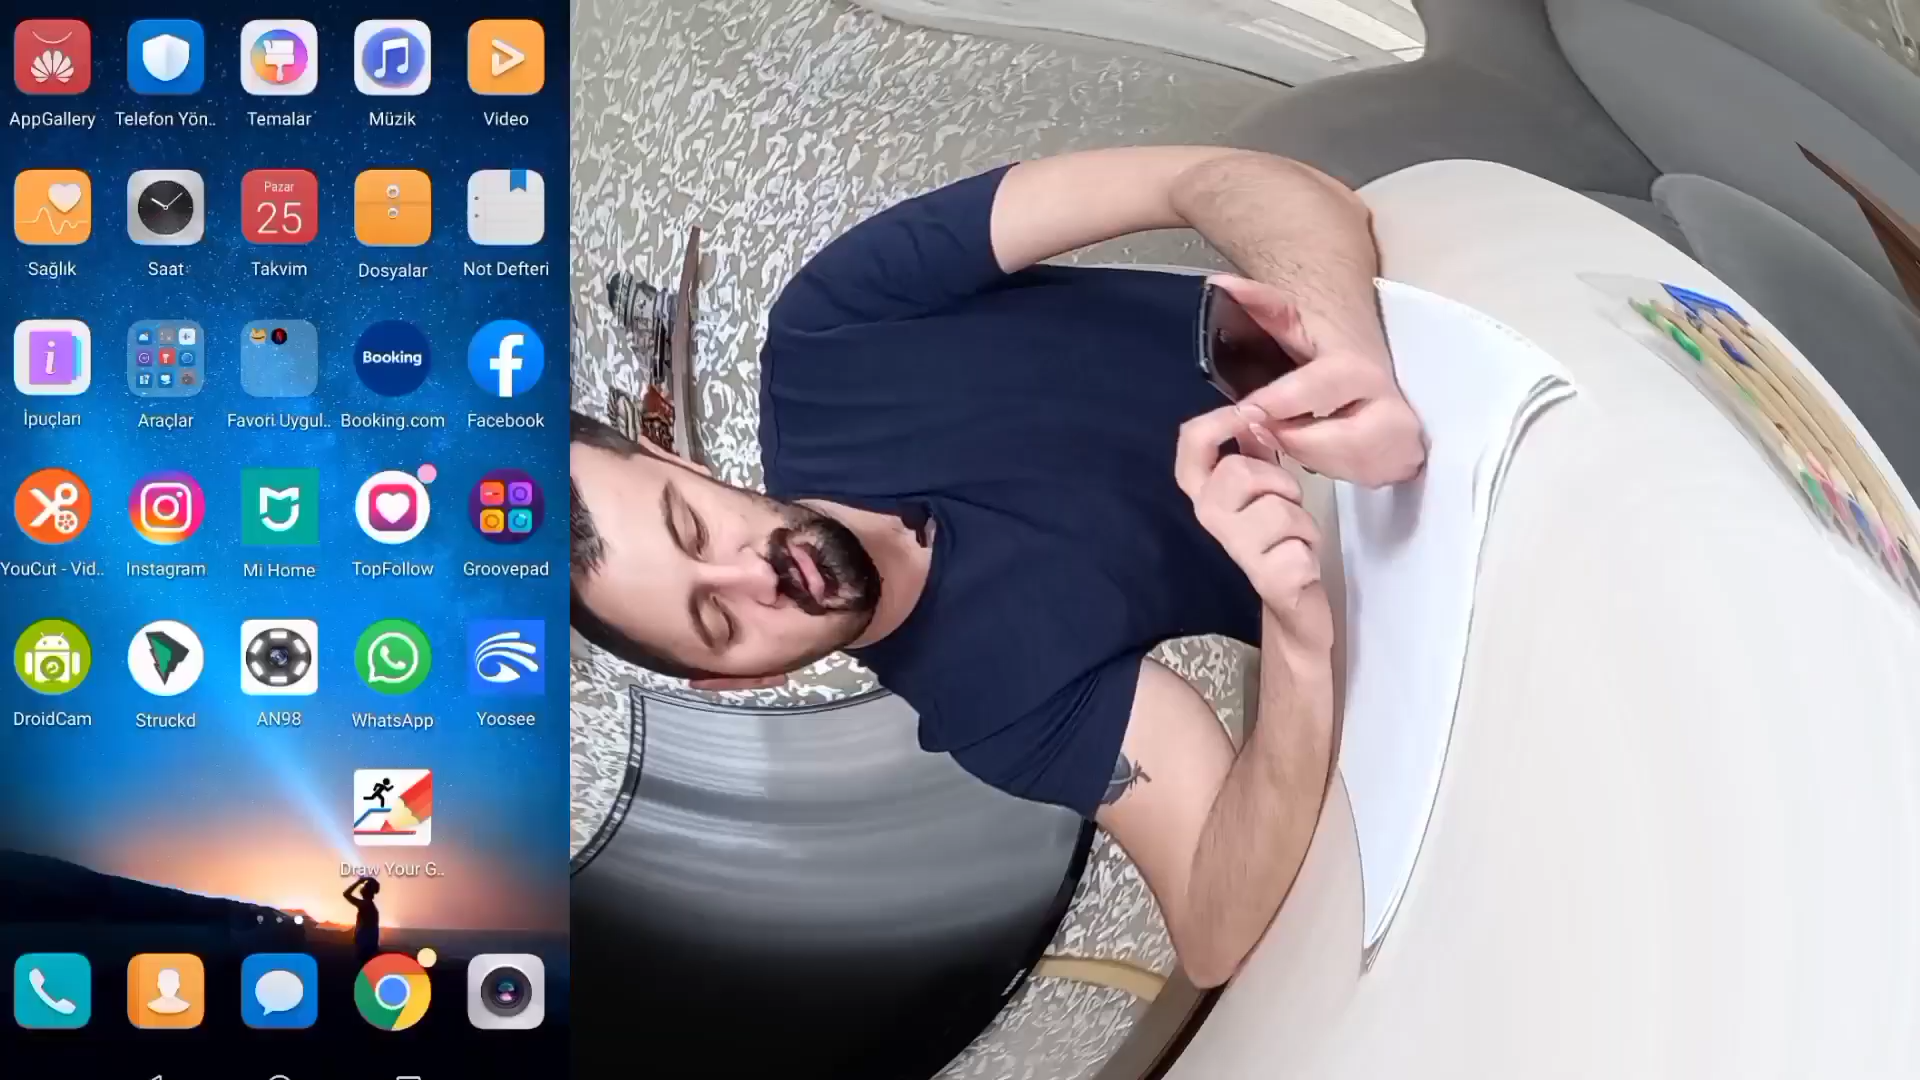 AppGallery
Telefon Yön..
Temalar
Müzik
Video
Pazar
25
Sağlık
Saat
Takvim
Dosyalar
Not Defteri
Booking
İpuçları
Araçlar
Favori Uygul..
Booking.com
Facebook
YouCut - Vid..
Instagram
Mi Home
TopFollow
Groovepad
DroidCam
Struckd
AN98
WhatsApp
Yoosee
Draw Your G..